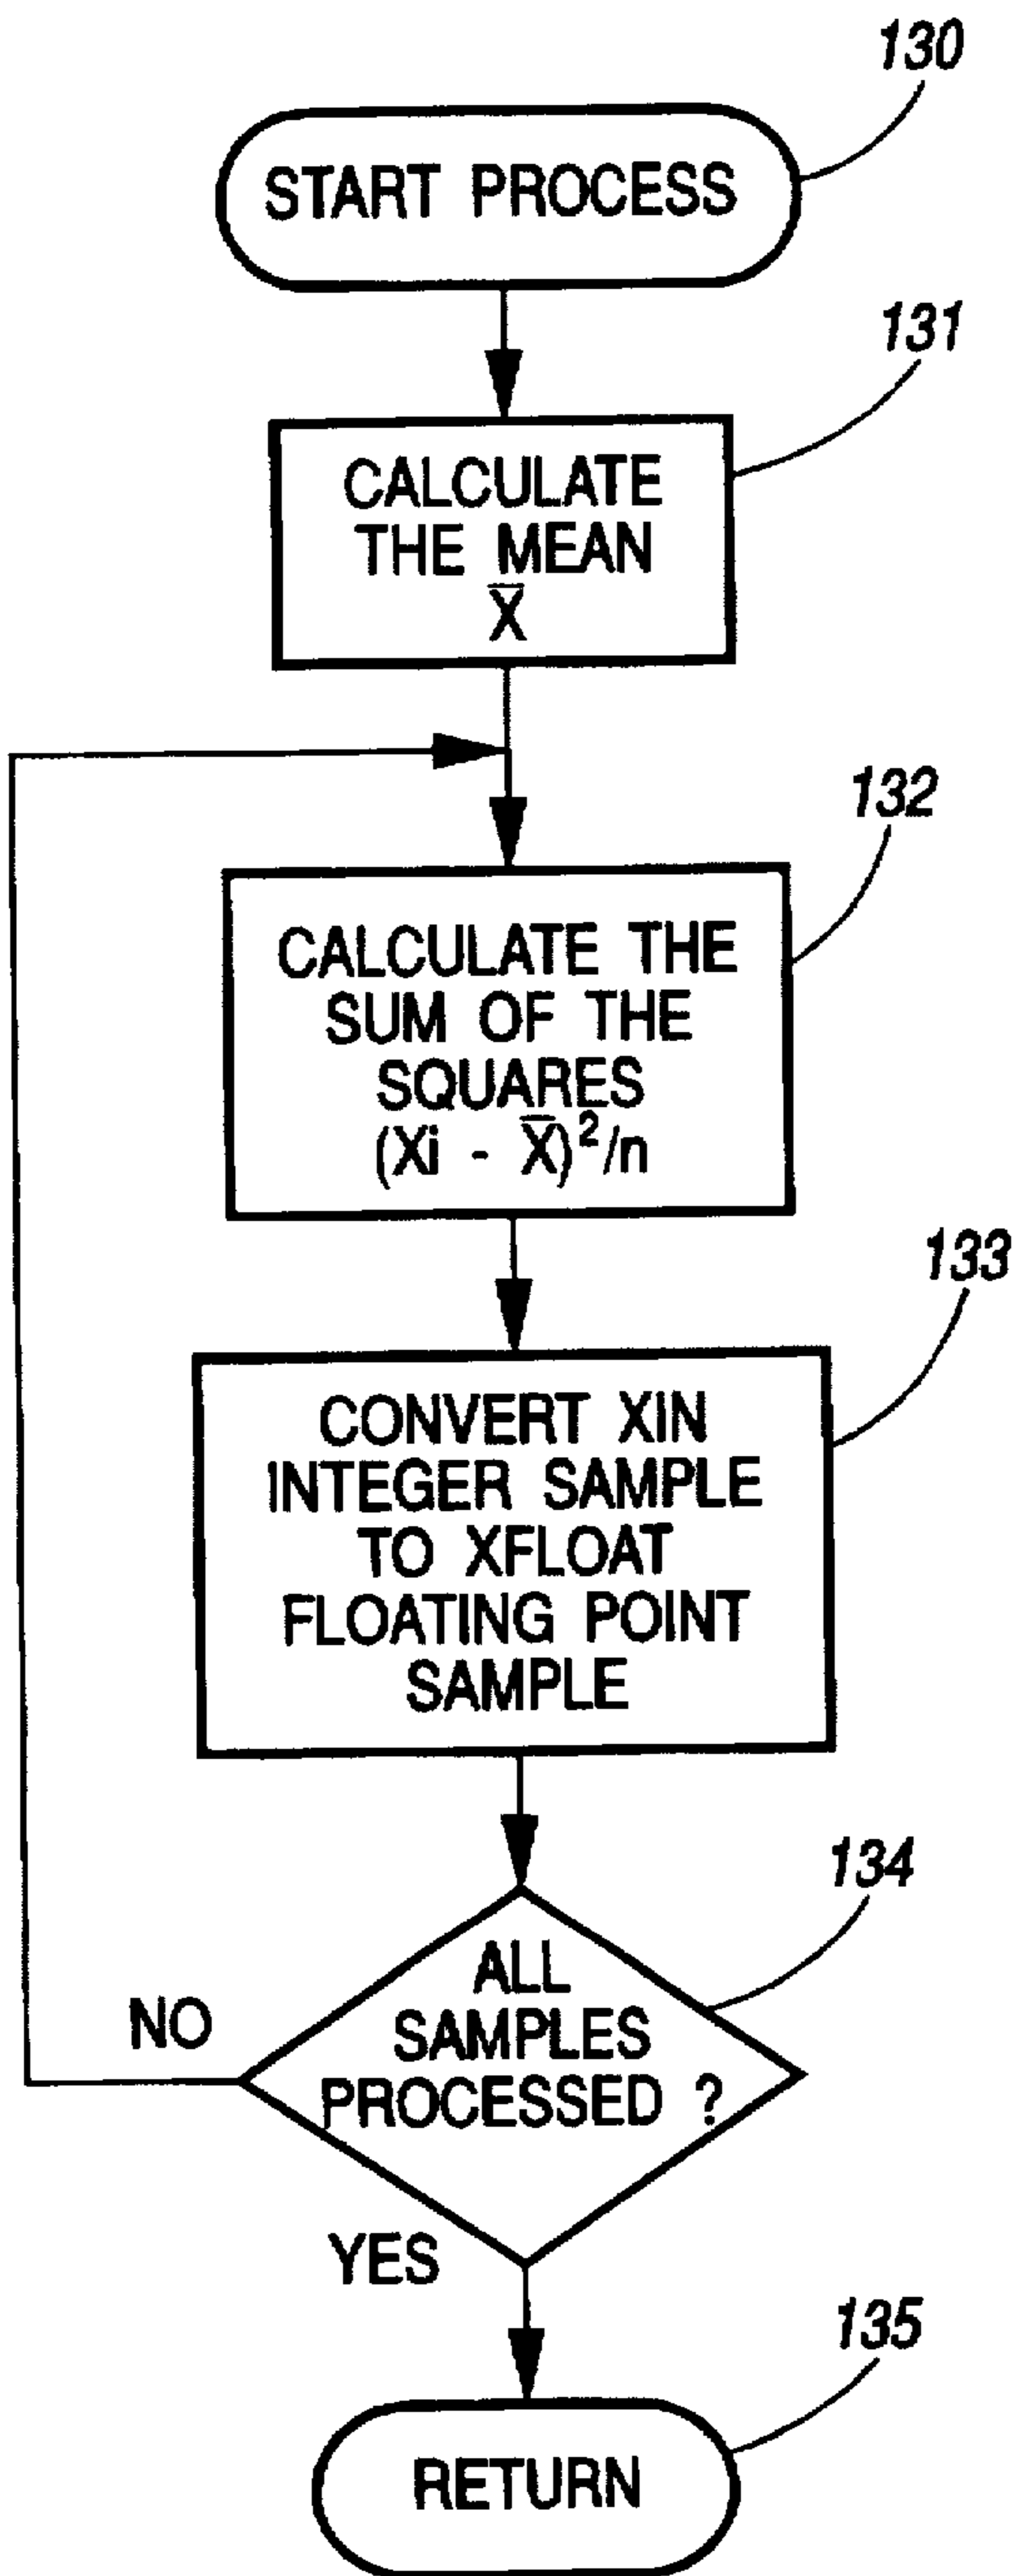 130
START PROCESS
131
CALCULATE
THE MEAN
X̅
132
CALCULATE THE
SUM OF THE
SQUARES
(Xi - X̅)²/n
133
CONVERT XIN
INTEGER SAMPLE
TO XFLOAT
FLOATING POINT
SAMPLE
134
ALL
SAMPLES
PROCESSED ?
NO
YES
135
RETURN